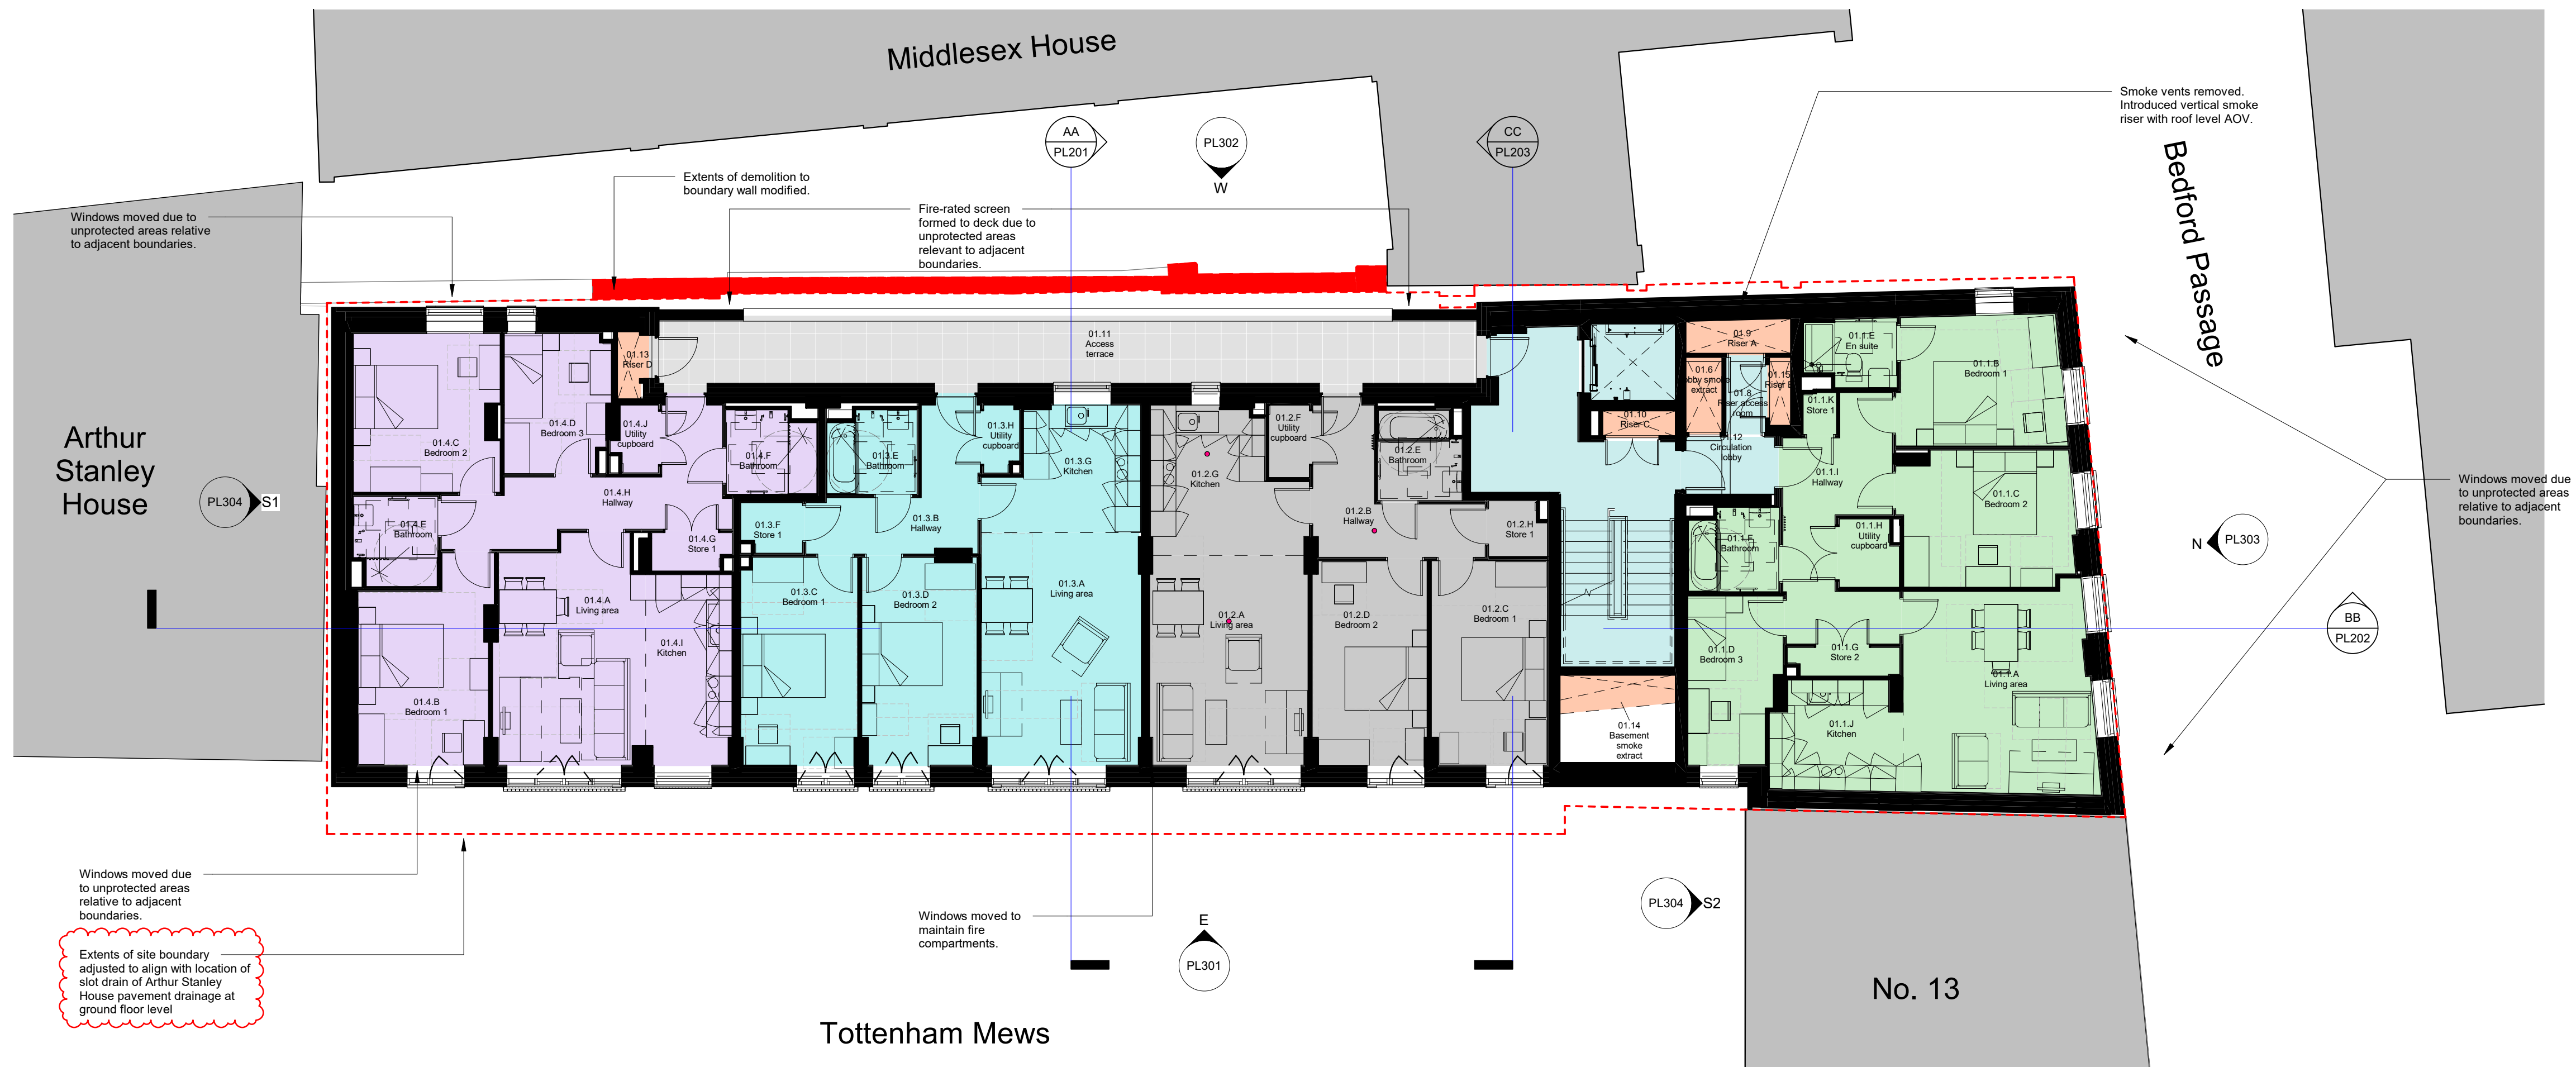 Middlesex House
Smoke vents removed.
Introduced vertical smoke
riser with roof level AOV.
AA
PL201
PL302
W
CC
PL203
Bedford Passage
Extents of demolition to
boundary wall modified.
Windows moved due to
unprotected areas relative
to adjacent boundaries.
Fire-rated screen
formed to deck due to
unprotected areas
relevant to adjacent
boundaries.
Arthur
Stanley
House
PL304
S1
01.11
Access
terrace
01.13
Riser D
01.4.C
Bedroom 2
01.4.D
Bedroom 3
01.4.J
Utility
cupboard
01.4.F
Bathroom
01.4.H
Hallway
01.4.E
Bathroom
01.4.G
Store 1
01.4.A
Living area
01.4.I
Kitchen
01.4.B
Bedroom 1
01.3.E
Bathroom
01.3.H
Utility
cupboard
01.3.G
Kitchen
01.3.F
Store 1
01.3.B
Hallway
01.3.C
Bedroom 1
01.3.D
Bedroom 2
01.3.A
Living area
01.2.G
Kitchen
01.2.F
Utility
cupboard
01.2.E
Bathroom
01.2.B
Hallway
01.2.H
Store 1
01.2.A
Living area
01.2.D
Bedroom 2
01.2.C
Bedroom 1
01.9
Riser A
01.6
smoke
extract
01.8
Riser access
room
01.15
01.10
Riser C
01.12
Circulation
lobby
01.14
Basement
smoke
extract
01.1.E
En suite
01.1.B
Bedroom 1
01.1.K
Store 1
01.1.I
Hallway
01.1.C
Bedroom 2
01.1.F
Bathroom
01.1.H
Utility
cupboard
01.1.D
Bedroom 3
01.1.G
Store 2
01.1.A
Living area
01.1.J
Kitchen
Windows moved due
to unprotected areas
relative to adjacent
boundaries.
N
PL303
BB
PL202
Windows moved due
to unprotected areas
relative to adjacent
boundaries.
Extents of site boundary
adjusted to align with location of
slot drain of Arthur Stanley
House pavement drainage at
ground floor level
Windows moved to
maintain fire
compartments.
E
PL301
PL304
S2
No. 13
Tottenham Mews